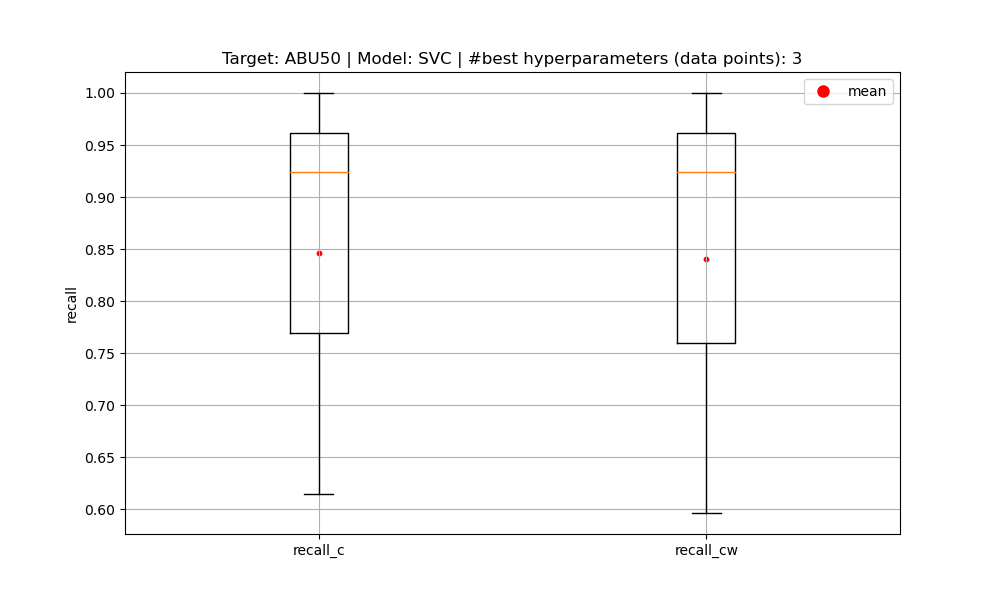 Target: ABU50 | Model: SVC | #best hyperparameters (data points): 3
mean
1.00
0.95
0.90
0.85
0.80
0.75
0.70
0.65
0.60
recall
recall_c
recall_cw